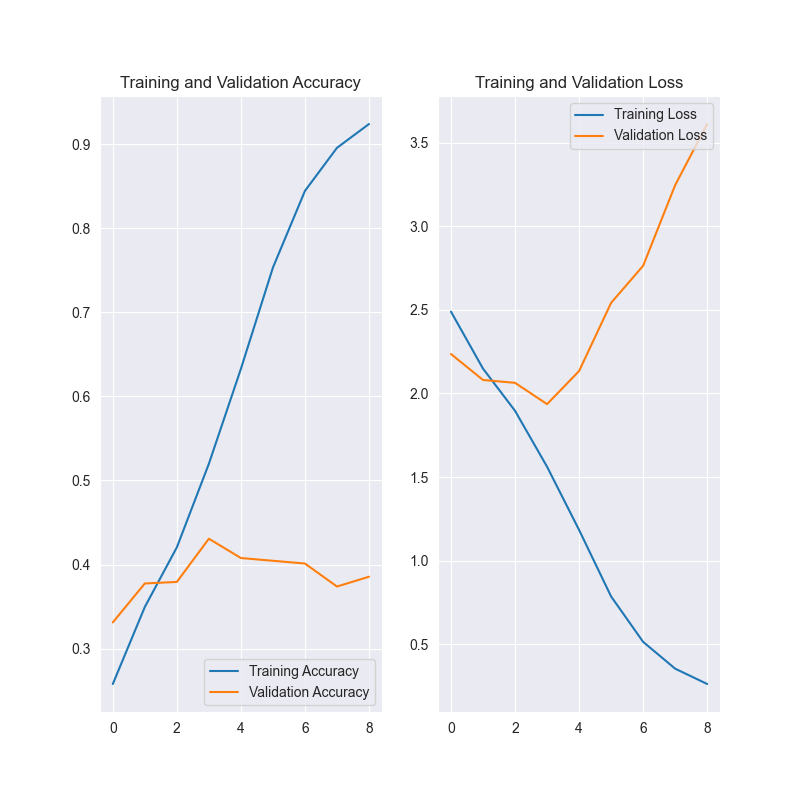 Training and Validation Accuracy
0.9
0.8
0.7
0.6
0.5
0.4
0.3
Training Accuracy
Validation Accuracy
0 2 4 6 8
Training and Validation Loss
Training Loss
Validation Loss
3.5
3.0
2.5
2.0
1.5
1.0
0.5
0 2 4 6 8